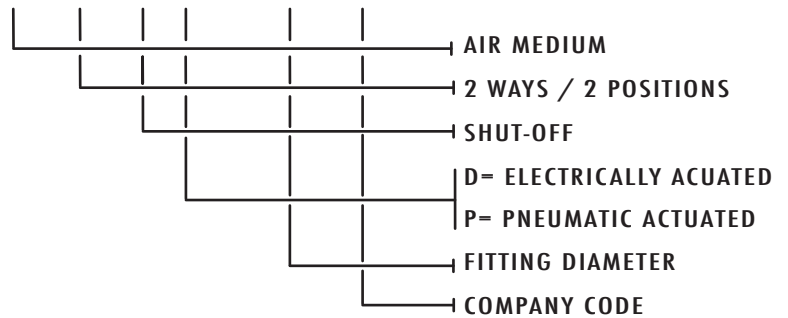 AIR MEDIUM
2 WAYS / 2 POSITIONS
SHUT-OFF
D= ELECTRICALLY ACUATED
P= PNEUMATIC ACTUATED
FITTING DIAMETER
COMPANY CODE